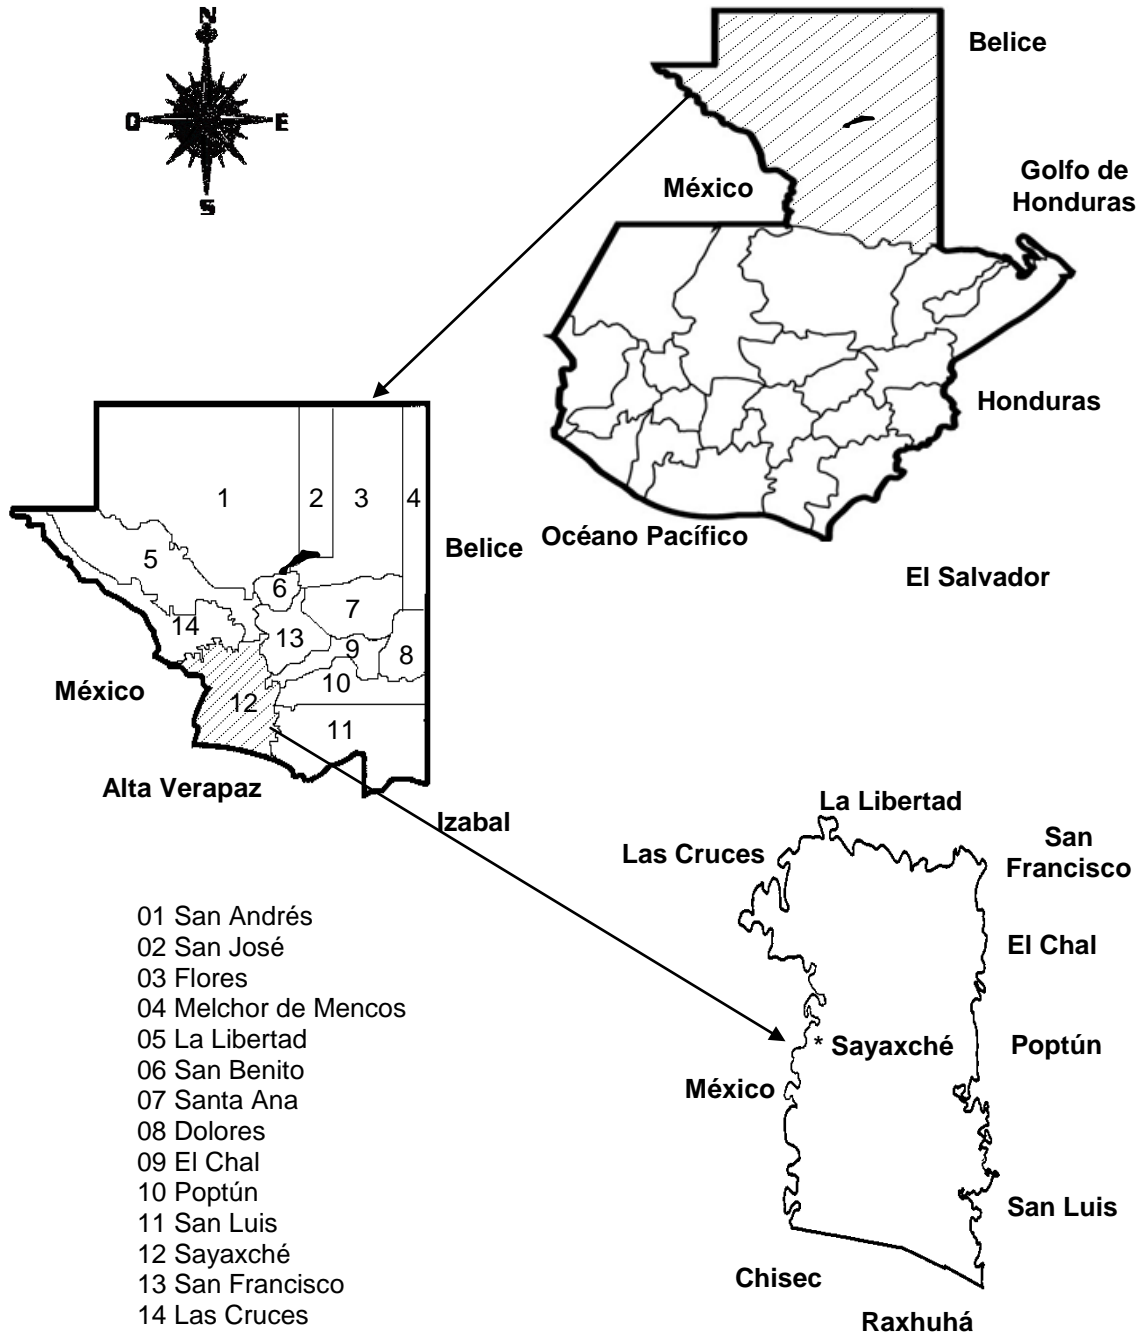 N
O
E
S
Belice
Golfo de
Honduras
México
Honduras
Océano Pacífico
El Salvador
1
2
3
4
5
6
7
14
13
9
8
10
12
11
Belice
México
Alta Verapaz
Izabal
La Libertad
Las Cruces
San
Francisco
El Chal
* Sayaxché
Poptún
México
San Luis
Chisec
Raxhuhá
01 San Andrés
02 San José
03 Flores
04 Melchor de Mencos
05 La Libertad
06 San Benito
07 Santa Ana
08 Dolores
09 El Chal
10 Poptún
11 San Luis
12 Sayaxché
13 San Francisco
14 Las Cruces